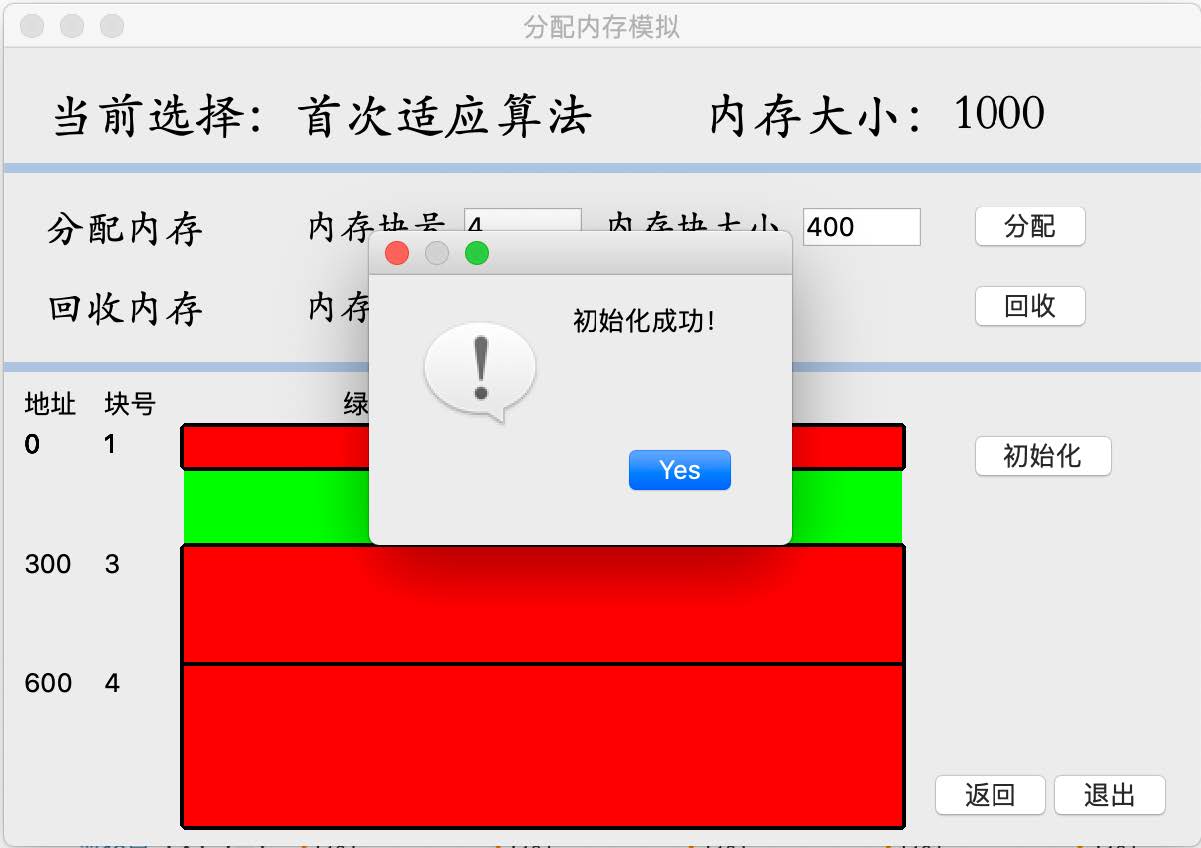 分配内存模拟
当前选择：首次适应算法 内存大小：1000
分配内存 内存块号 4 内存块大小 400 分配
回收内存 内存 回收
初始化成功！
Yes
地址 块号 绿
0 1
初始化
300 3
600 4
返回 退出